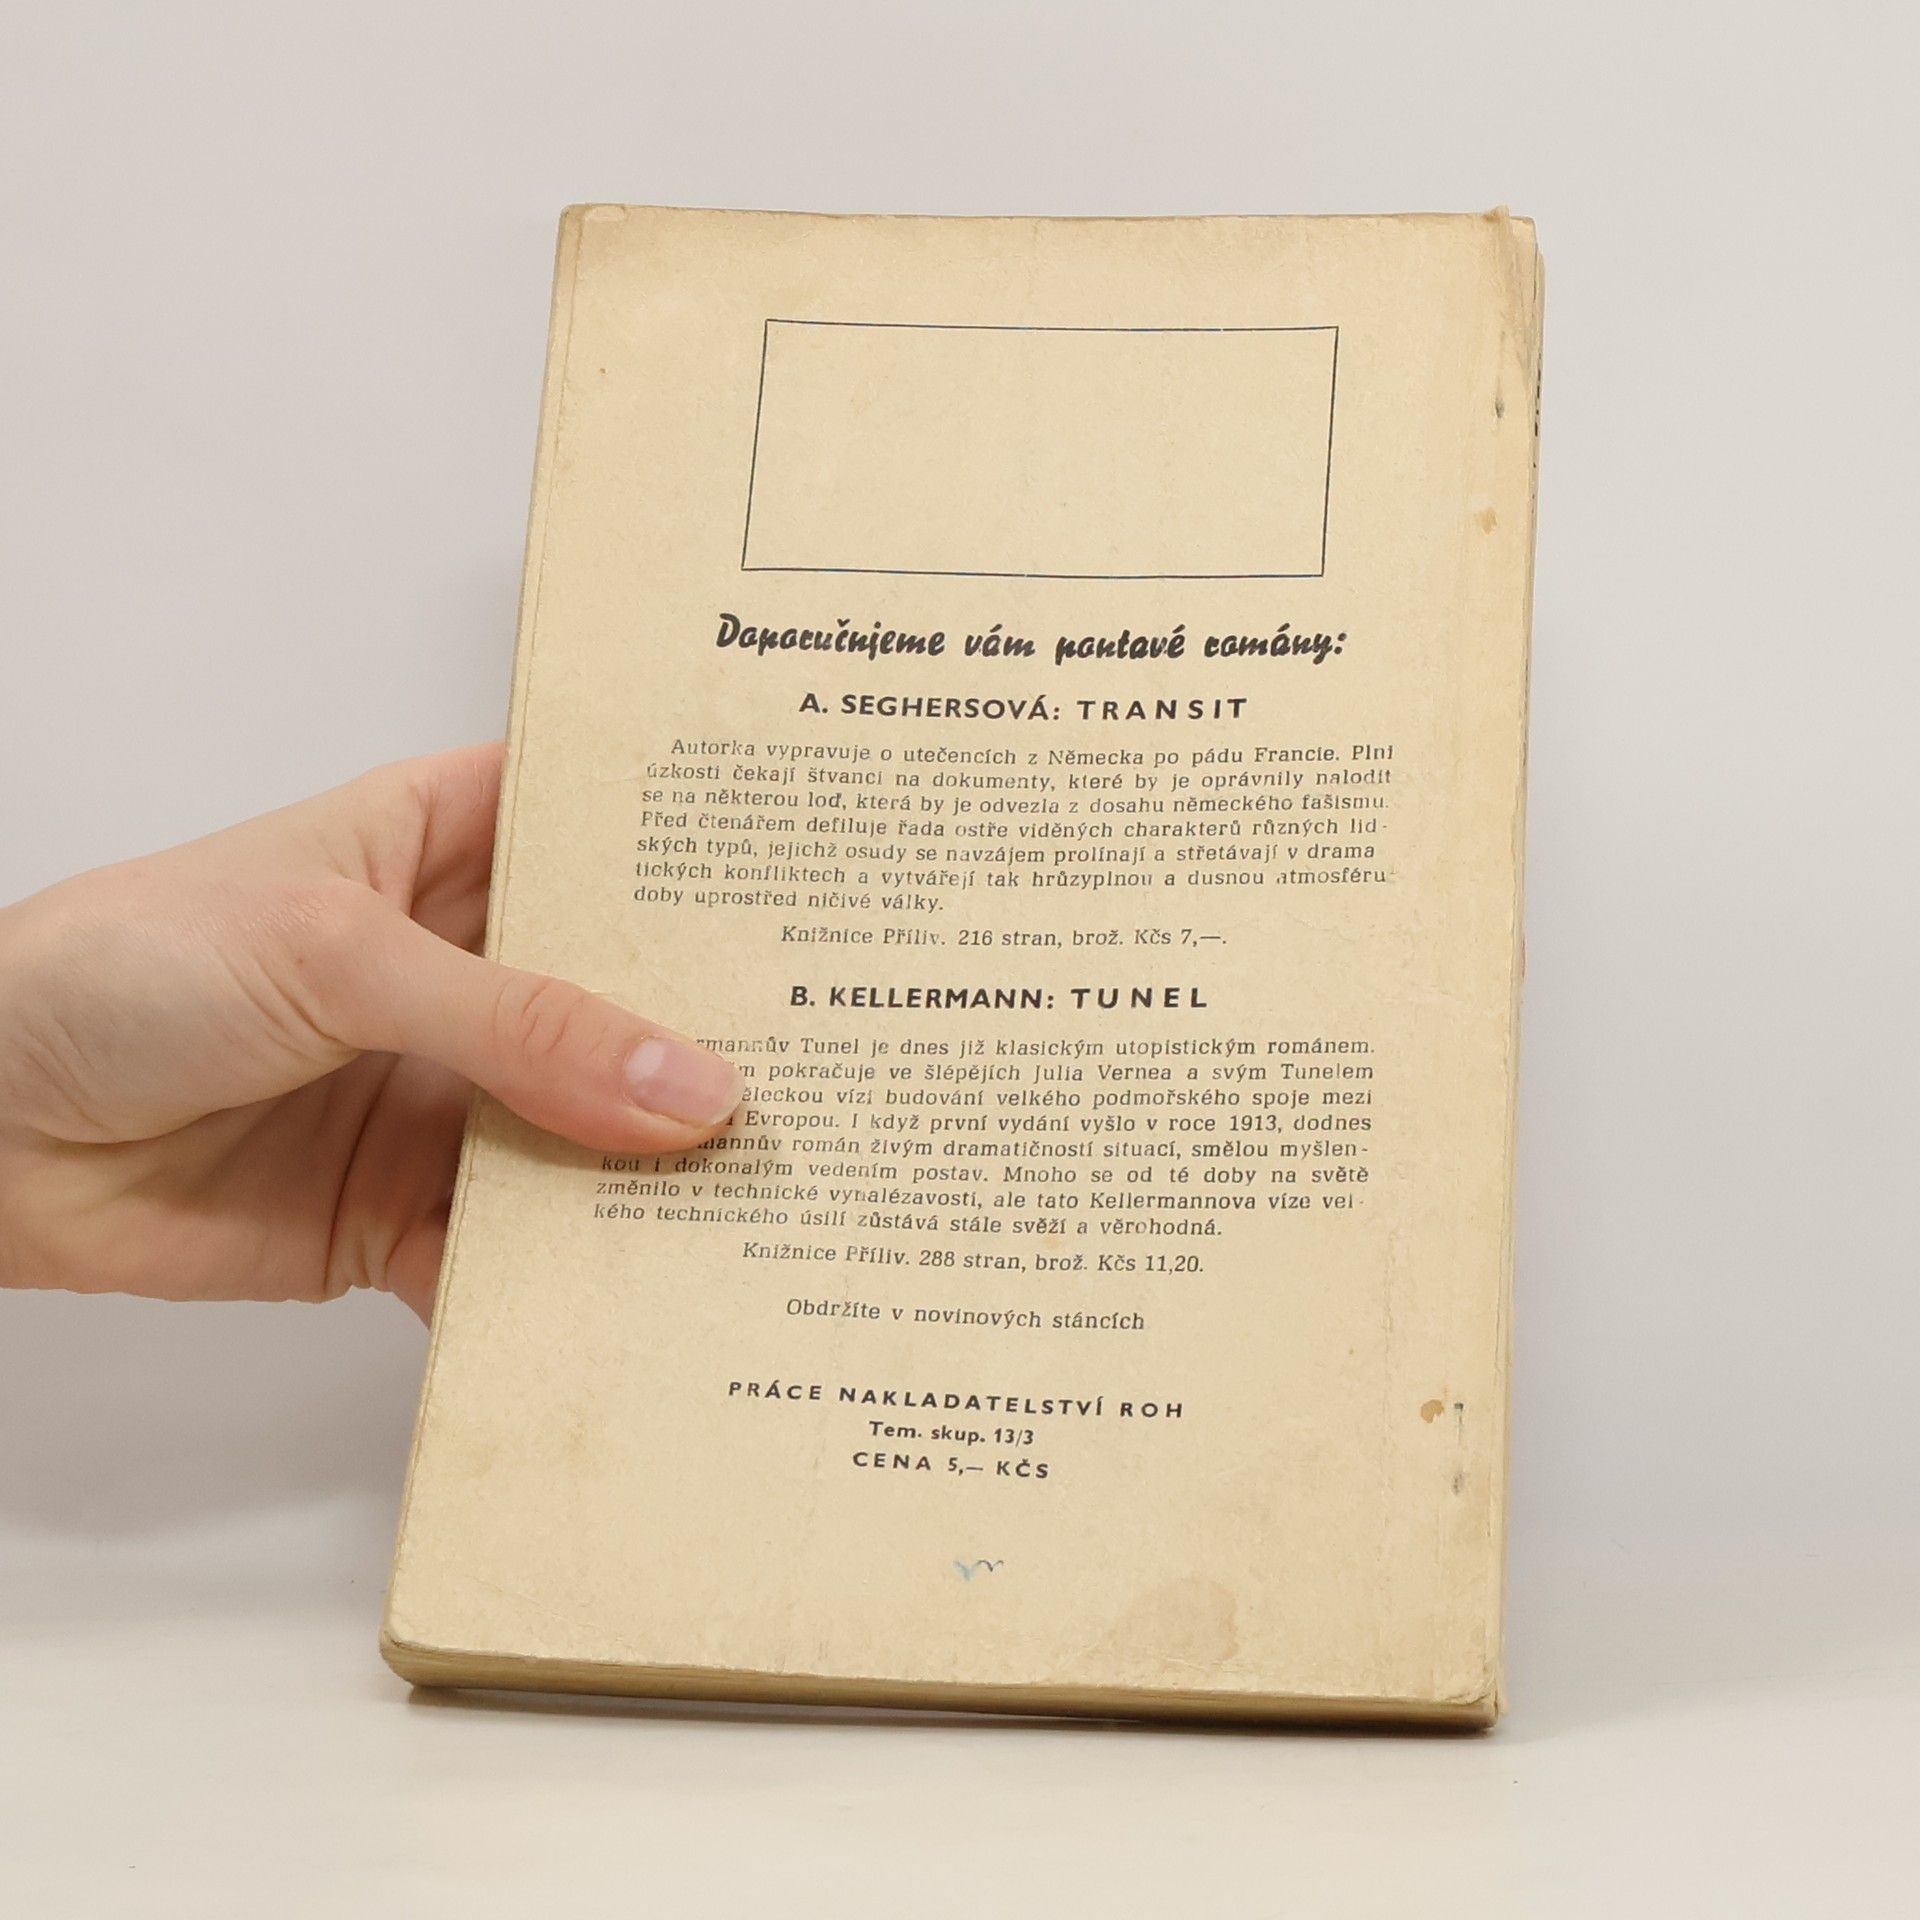 Doporučujeme vám poutavé romány:
A. SEGHERSOVÁ: TRANSIT
Autorka vypravuje o utečencích z Německa po pádu Francie. Plni
úzkosti čekají štvanci na dokumenty, které by je oprávnily nalodit
se na některou loď, která by je odvezla z dosahu německého fašismu.
Před čtenářem defiluje řada ostře viděných charakterů různých lid-
ských typů, jejichž osudy se navzájem prolínají a střetávají v drama
tických konfliktech a vytvářejí tak hrůzyplnou a dusnou atmosféru-
doby uprostřed ničivé války.
Knižnice Příliv. 216 stran, brož. Kčs 7,—.
B. KELLERMANN: TUNEL
Tunel je dnes již klasickým utopistickým románem.
pokračuje ve šlépějích Julia Vernea a svým Tunelem
vízi budování velkého podmořského spoje mezi
Evropou. I když první vydání vyšlo v roce 1913, dodnes
román živým dramatičností situací, smělou myšlen-
kou i dokonalým vedením postav. Mnoho se od té doby na světě
změnilo v technické vynalézavosti, ale tato Kellermannova víze vel-
kého technického úsilí zůstává stále svěží a věrohodná.
Knižnice Příliv. 288 stran, brož. Kčs 11,20.
Obdržíte v novinových stáncích
PRÁCE NAKLADATELSTVÍ ROH
Tem. skup. 13/3
CENA 5,— KČS